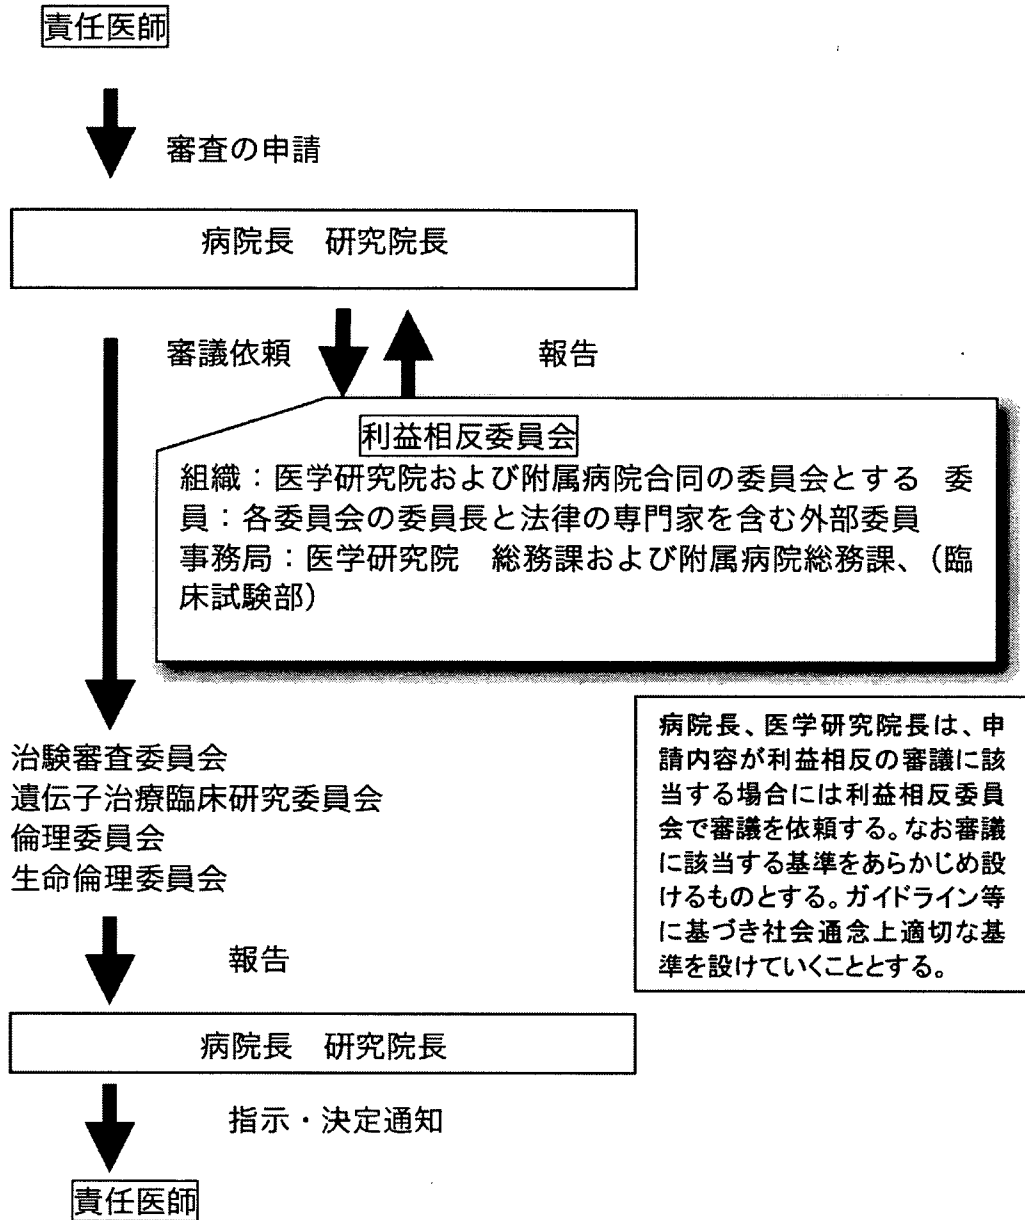 責任医師
審査の申請
病院長　研究院長
審議依頼
報告
利益相反委員会
組織：医学研究院および附属病院合同の委員会とする　委
員：各委員会の委員長と法律の専門家を含む外部委員
事務局：医学研究院　総務課および附属病院総務課、（臨
床試験部）
病院長、医学研究院長は、申
請内容が利益相反の審議に該
当する場合には利益相反委員
会で審議を依頼する。なお審議
に該当する基準をあらかじめ設
けるものとする。ガイドライン等
に基づき社会通念上適切な基
準を設けていくこととする。
治験審査委員会
遺伝子治療臨床研究委員会
倫理委員会
生命倫理委員会
報告
病院長　研究院長
指示・決定通知
責任医師